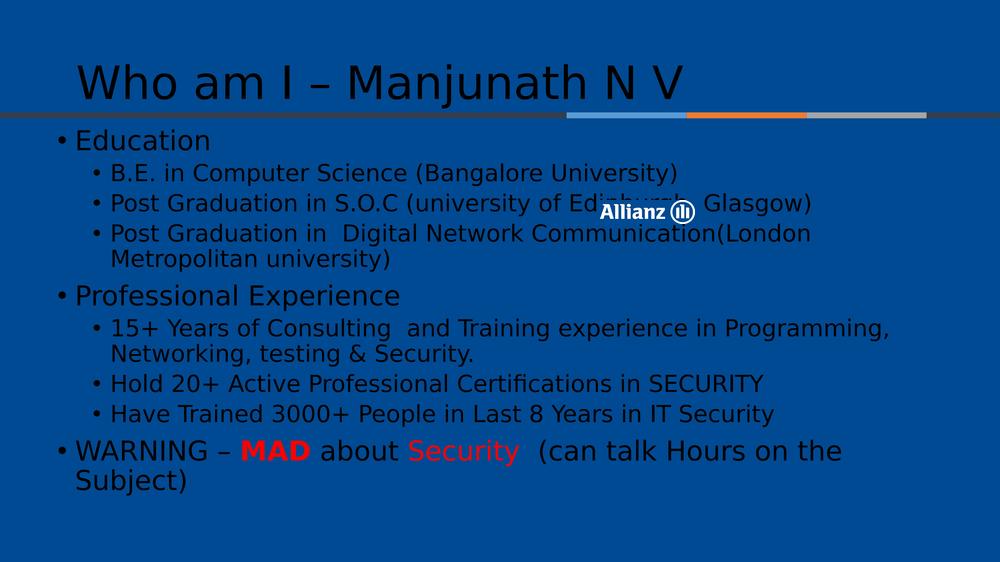 Who am I – Manjunath N V
• Education
• B.E. in Computer Science (Bangalore University)
• Post Graduation in S.O.C (university of Edinburgh, Glasgow)
Allianz
• Post Graduation in  Digital Network Communication(London
Metropolitan university)
• Professional Experience
• 15+ Years of Consulting  and Training experience in Programming,
Networking, testing & Security.
• Hold 20+ Active Professional Certifications in SECURITY
• Have Trained 3000+ People in Last 8 Years in IT Security
• WARNING – MAD about Security  (can talk Hours on the
Subject)